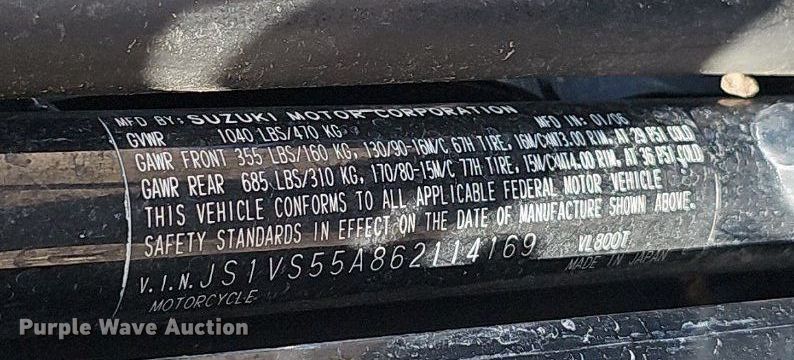 MFD BY: SUZUKI MOTOR CORPORATION MFD IN: 01/06
GVWR 1040 LBS/470 KG
GAWR FRONT 355 LBS/160 KG, 130/90-16M/C 67H TIRE, 16M/CXMT3.00 RIM, AT 29 PSI COLD
GAWR REAR 685 LBS/310 KG, 170/80-15M/C 77H TIRE, 15M/CXMT4.00 RIM, AT 36 PSI COLD
THIS VEHICLE CONFORMS TO ALL APPLICABLE FEDERAL MOTOR VEHICLE
SAFETY STANDARDS IN EFFECT ON THE DATE OF MANUFACTURE SHOWN ABOVE.
V.I.N. JS1VS55A862114169 VL800T
MOTORCYCLE MADE IN JAPAN
Purple Wave Auction